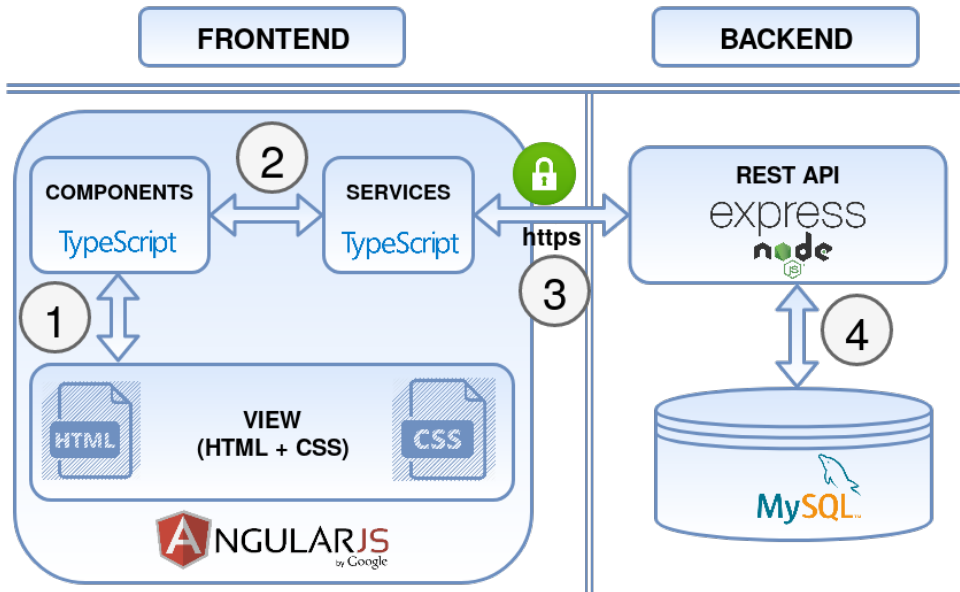 FRONTEND
BACKEND
2
COMPONENTS
TypeScript
SERVICES
TypeScript
https
3
REST API
express
node
JS
1
4
HTML
VIEW
(HTML + CSS)
CSS
MySQL™
ANGULARJS
by Google